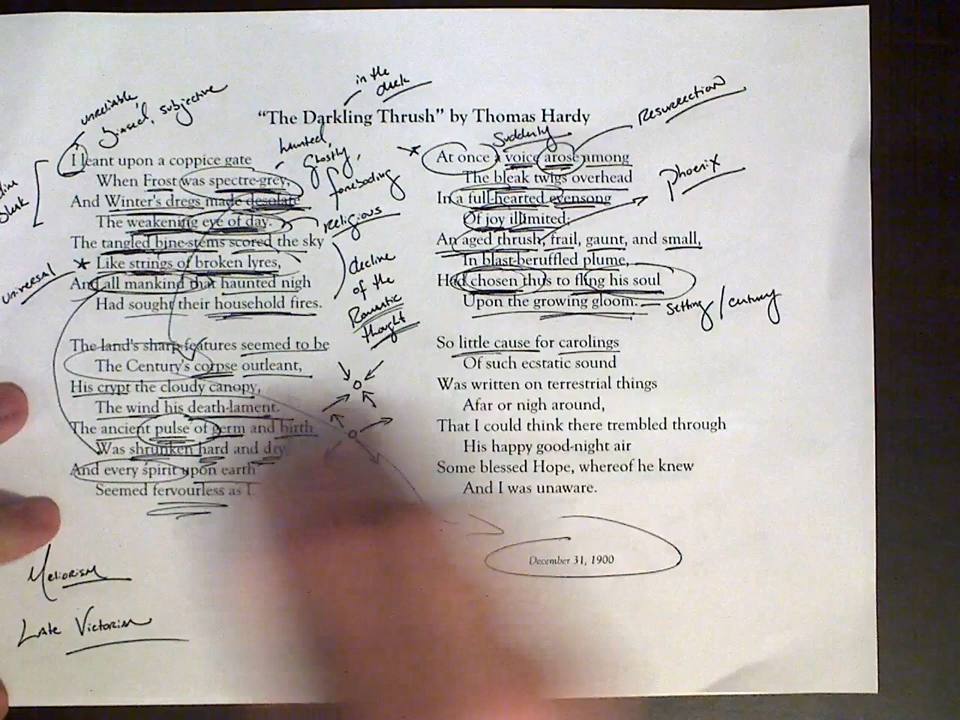 in the
dark
unreliable
biased, subjective
"The Darkling Thrush" by Thomas Hardy
haunted,
ghostly,
foreboding
religious
I leant upon a coppice gate
When Frost was spectre-grey,
And Winter's dregs made desolate
The weakening eye of day.
The tangled bine-stems scored the sky
Like strings of broken lyres,
And all mankind that haunted nigh
Had sought their household fires.
universal
decline
of the
Romantic
thought
The land's sharp features seemed to be
The Century's corpse outleant,
His crypt the cloudy canopy,
The wind his death-lament.
The ancient pulse of germ and birth
Was shrunken hard and dry,
And every spirit upon earth
Seemed fervourless as I.
Suddenly
Resurrection
Phoenix
At once a voice arose among
The bleak twigs overhead
In a full-hearted evensong
Of joy illimited;
An aged thrush, frail, gaunt, and small,
In blast-beruffled plume,
Had chosen thus to fling his soul
Upon the growing gloom.
setting/century
So little cause for carolings
Of such ecstatic sound
Was written on terrestrial things
Afar or nigh around,
That I could think there trembled through
His happy good-night air
Some blessed Hope, whereof he knew
And I was unaware.
December 31, 1900
Meliorism
Late Victorian